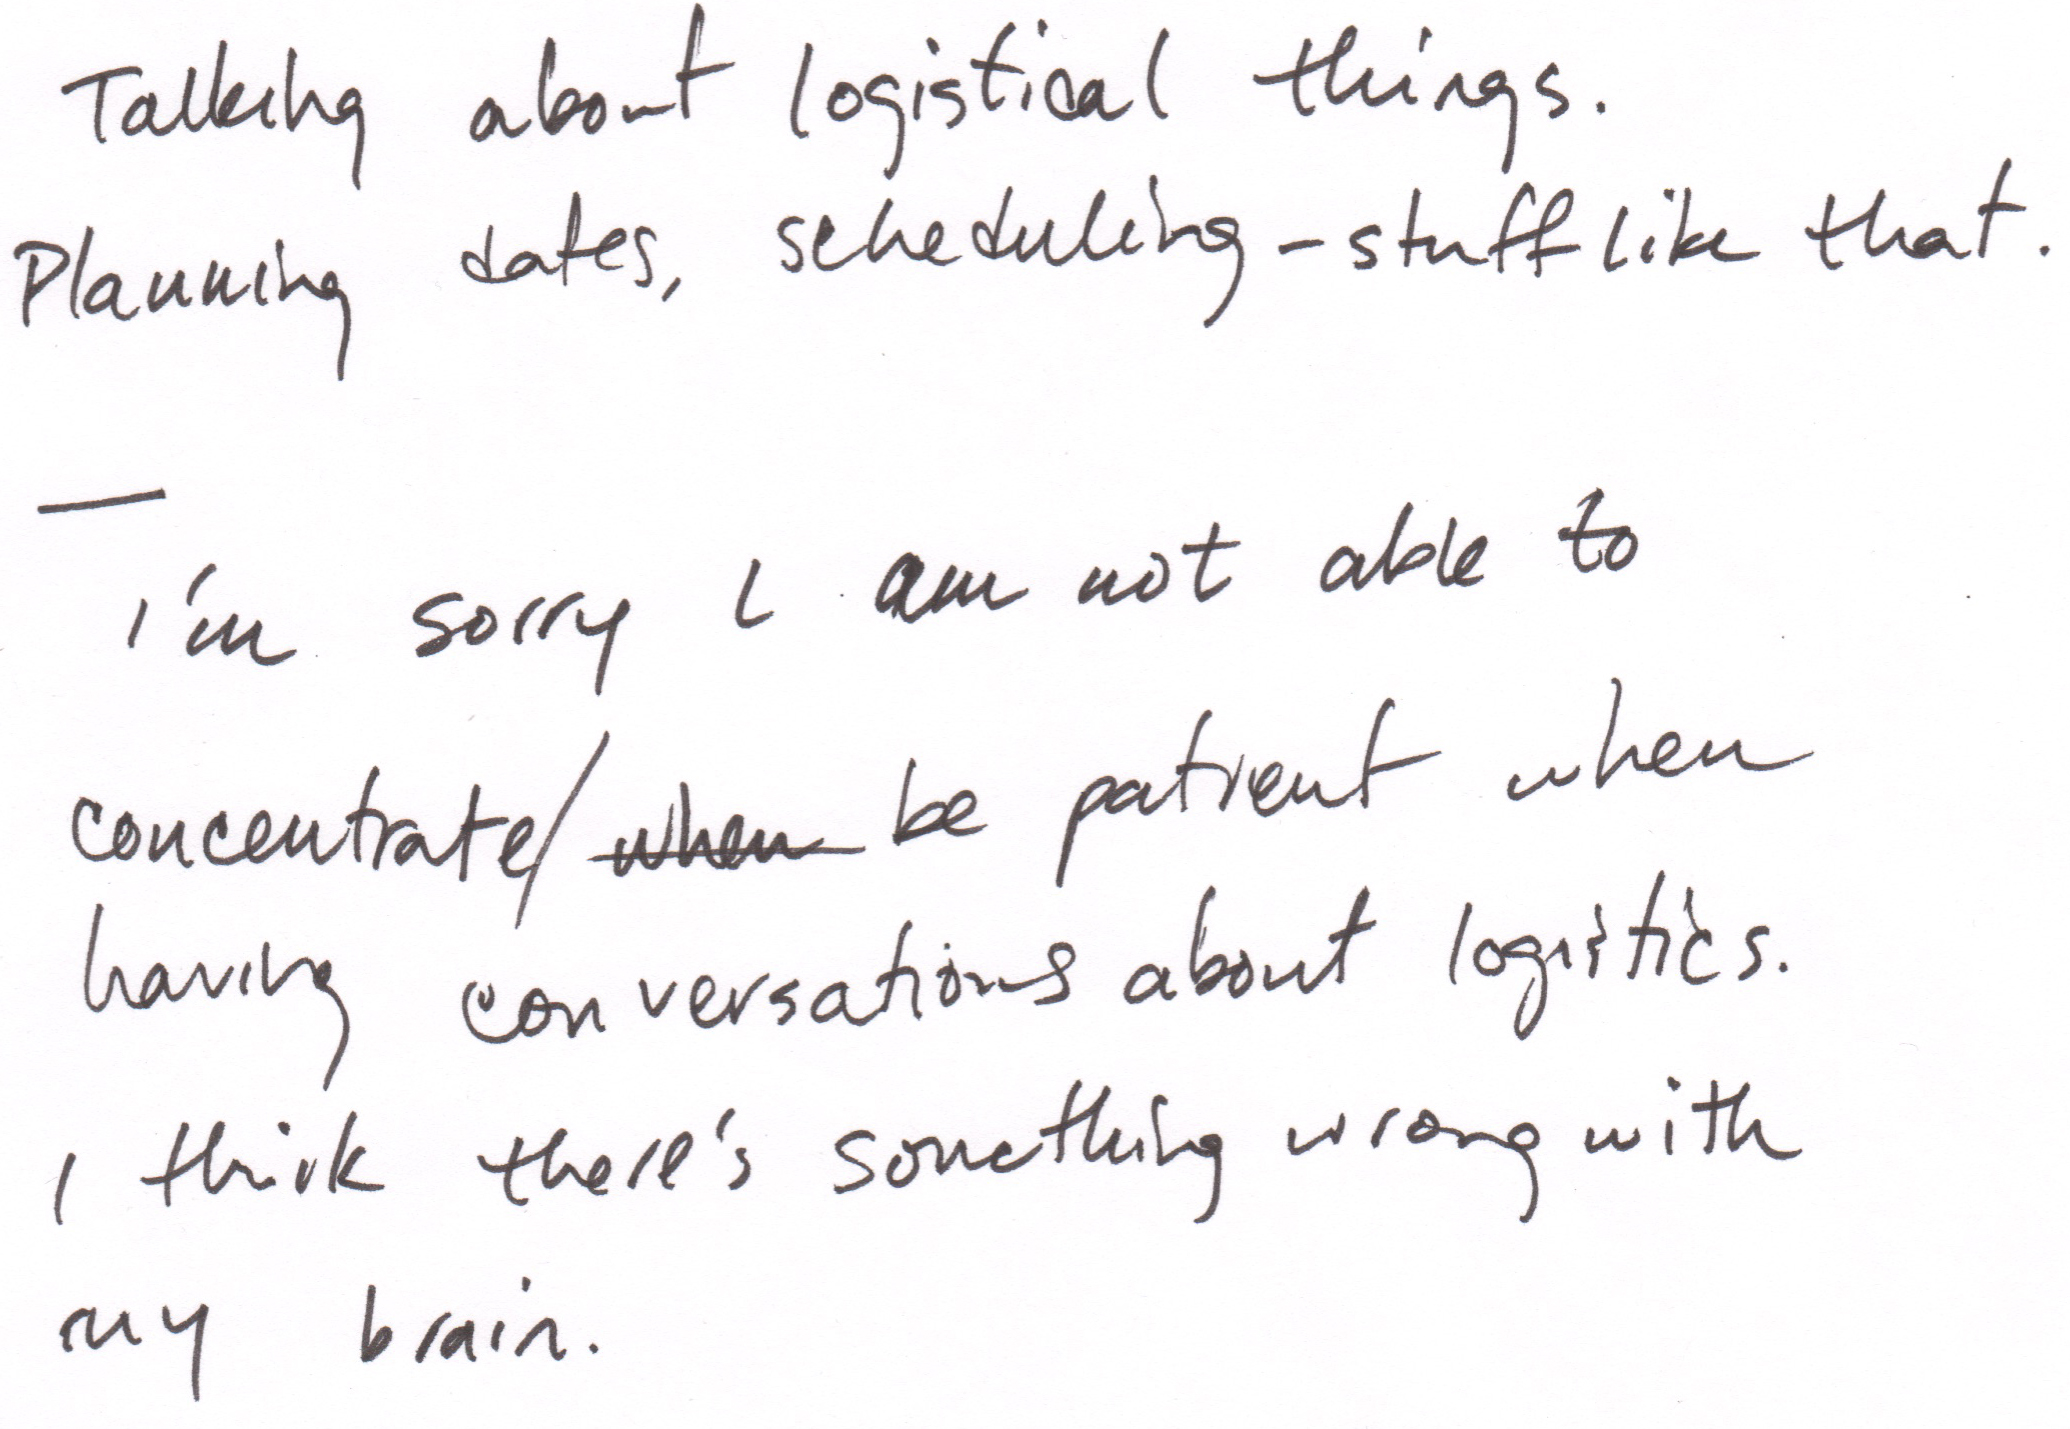 Talking about logistical things.
Planning dates, scheduling - stuff like that.
—
I'm sorry I am not able to
concentrate/ when be patient when
having conversations about logistics.
I think there's something wrong with
my brain.